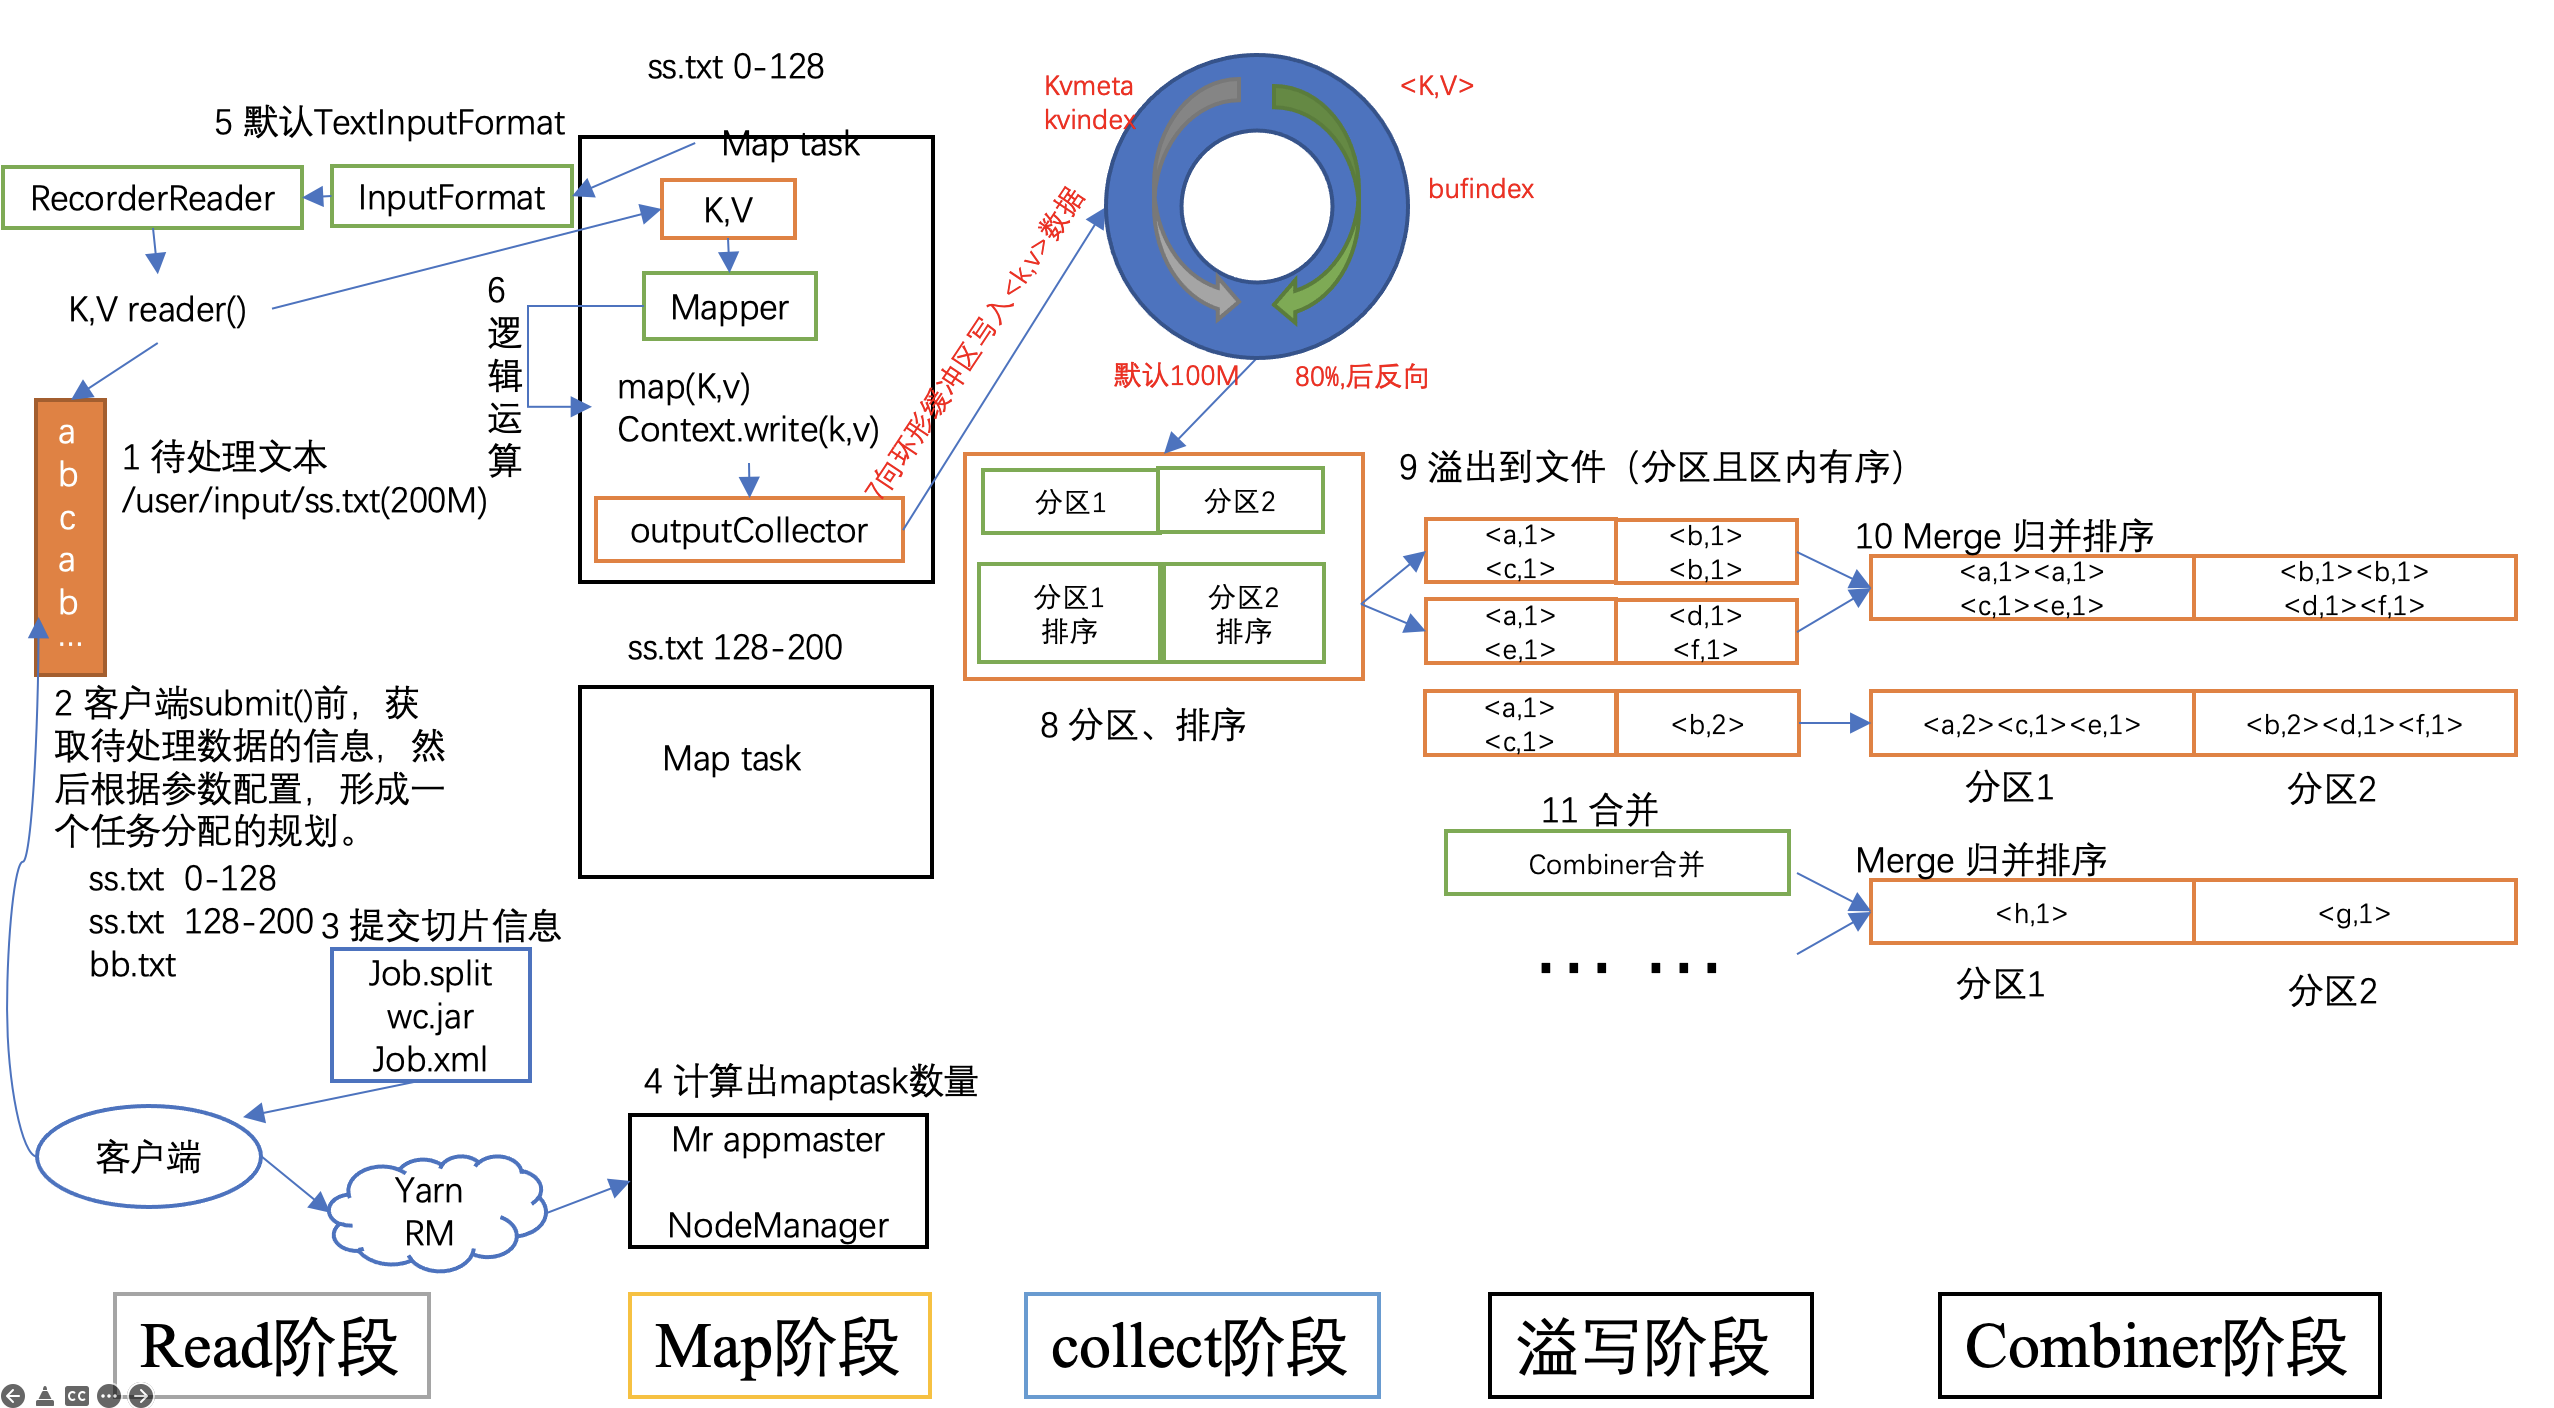 ss.txt 0-128
5 默认TextInputFormat
Map task
RecorderReader
InputFormat
K,V
K,V reader()
Mapper
6
逻
辑
运
算
map(K,v)
Context.write(k,v)
outputCollector
a
b
c
a
b
...
1 待处理文本
/user/input/ss.txt(200M)
2 客户端submit()前，获
取待处理数据的信息，然
后根据参数配置，形成一
个任务分配的规划。
ss.txt 0-128
ss.txt 128-200
bb.txt
3 提交切片信息
Job.split
wc.jar
Job.xml
客户端
Yarn
RM
4 计算出maptask数量
Mr appmaster
NodeManager
ss.txt 128-200
Map task
7向环形缓冲区写入<k,v>数据
Kvmeta
kvindex
<K,V>
bufindex
默认100M
80%,后反向
分区1
分区2
分区1
排序
分区2
排序
8 分区、排序
9 溢出到文件（分区且区内有序）
<a,1>
<c,1>
<b,1>
<b,1>
<a,1>
<e,1>
<d,1>
<f,1>
10 Merge 归并排序
<a,1><a,1>
<c,1><e,1>
<b,1><b,1>
<d,1><f,1>
<a,1>
<c,1>
<b,2>
<a,2><c,1><e,1>
<b,2><d,1><f,1>
分区1
分区2
11 合并
Combiner合并
... ...
Merge 归并排序
<h,1>
<g,1>
分区1
分区2
Read阶段
Map阶段
collect阶段
溢写阶段
Combiner阶段
CC